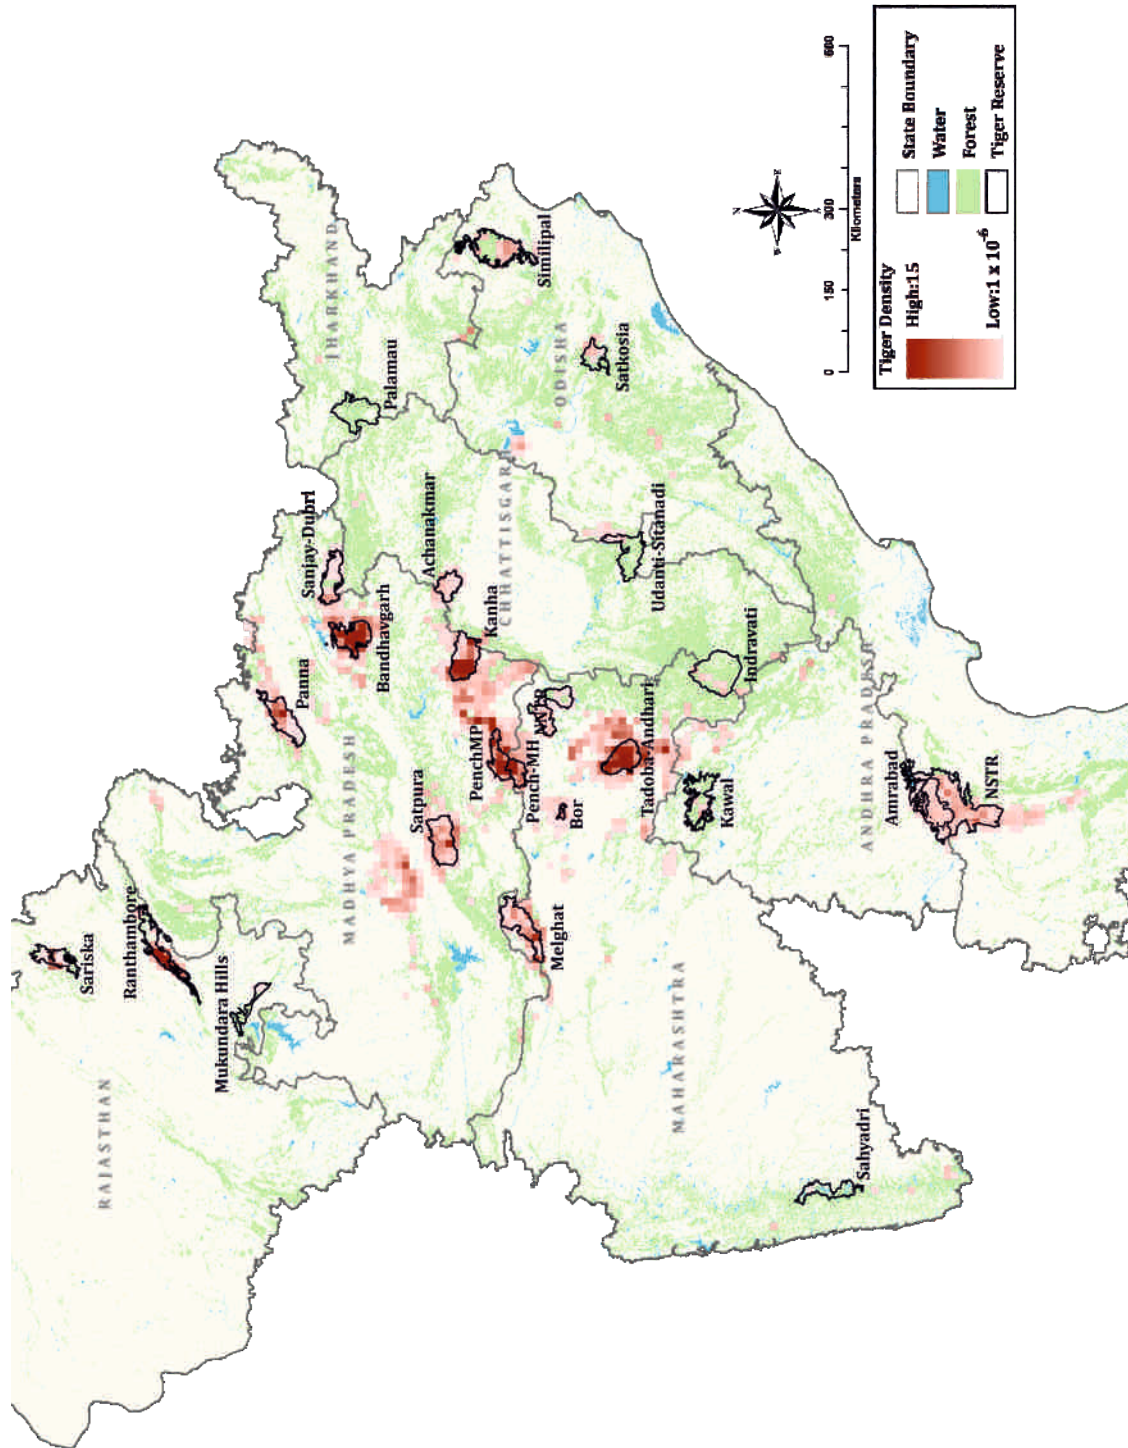 Sariska
RAJASTHAN
Ranthambore
Mukundara Hills
Panna
Sanjay-Dubri
JHARKHAND
MADHYA PRADESH
Bandhavgarh
Palamau
Satpura
Achanakmar
PenchMP
Kanha
CHHATTISGARH
Pench-MH
NNTR
Similipal
Melghat
ODISHA
Bor
Satkosia
Tadoba-Andhari
Udanti-Sitanadi
MAHARASHTRA
Kawal
Indravati
Sahyadri
ANDHRA PRADESH
Amrabad
NSTR
N
W E
S
0 150 300 600
Kilometers
Tiger Density
High:15
Low:1 x 10⁻⁶
State Boundary
Water
Forest
Tiger Reserve